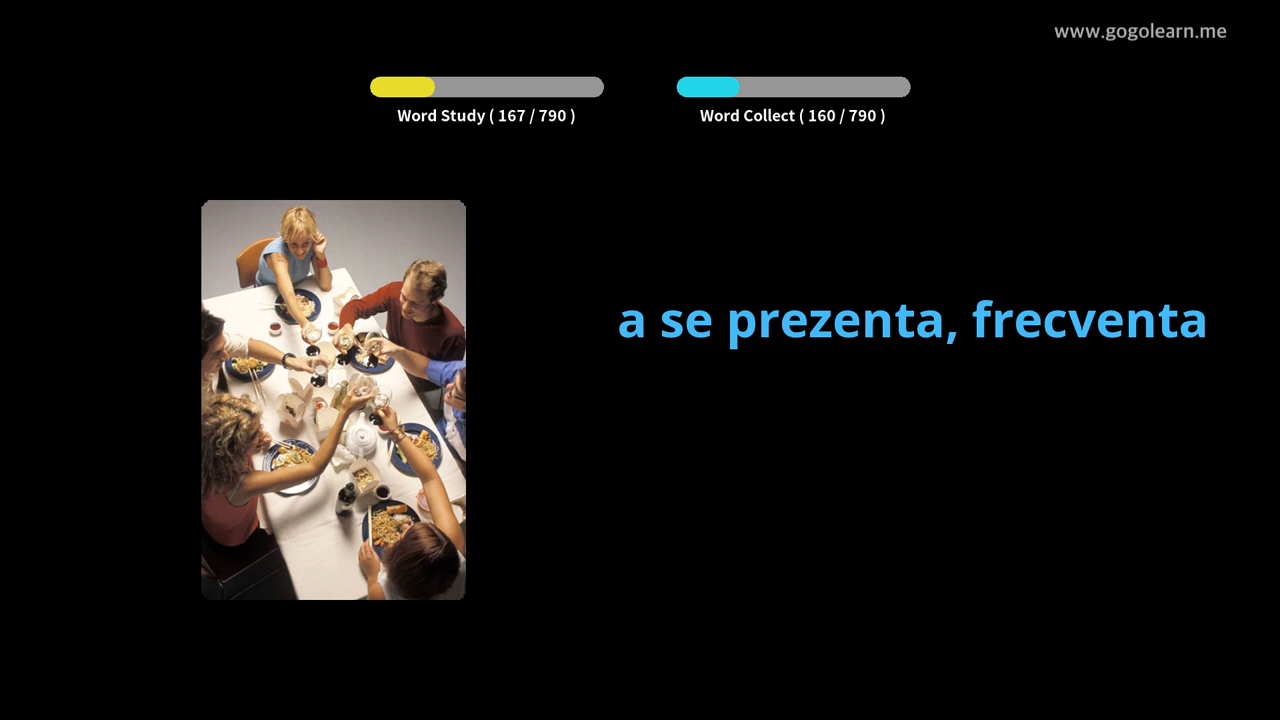 www.gogolearn.me
Word Study ( 167 / 790 )
Word Collect ( 160 / 790 )
a se prezenta, frecventa